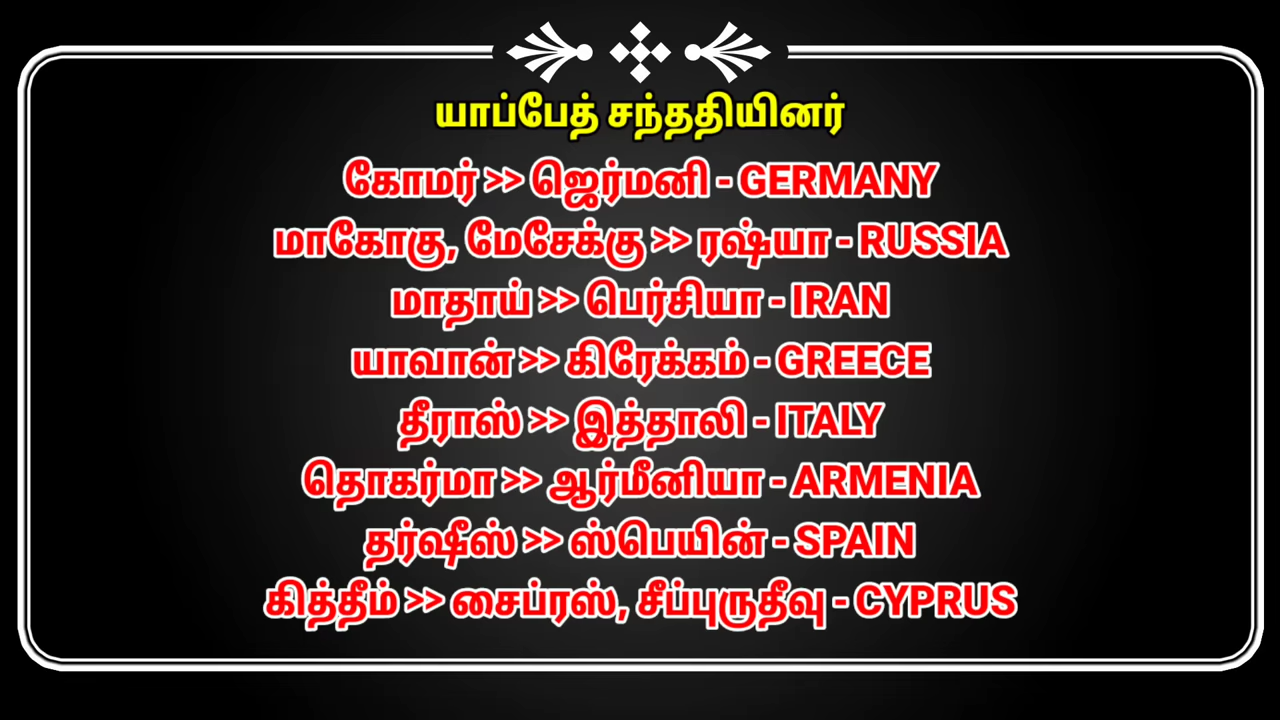 யாப்பேத் சந்ததியினர்
கோமர் >> ஜெர்மனி - GERMANY
மாகோகு, மேசேக்கு >> ரஷ்யா - RUSSIA
மாதாய் >> பெர்சியா - IRAN
யாவான் >> கிரேக்கம் - GREECE
தீராஸ் >> இத்தாலி - ITALY
தொகர்மா >> ஆர்மீனியா - ARMENIA
தர்ஷீஸ் >> ஸ்பெயின் - SPAIN
கித்தீம் >> சைப்ரஸ், சீப்புருதீவு - CYPRUS